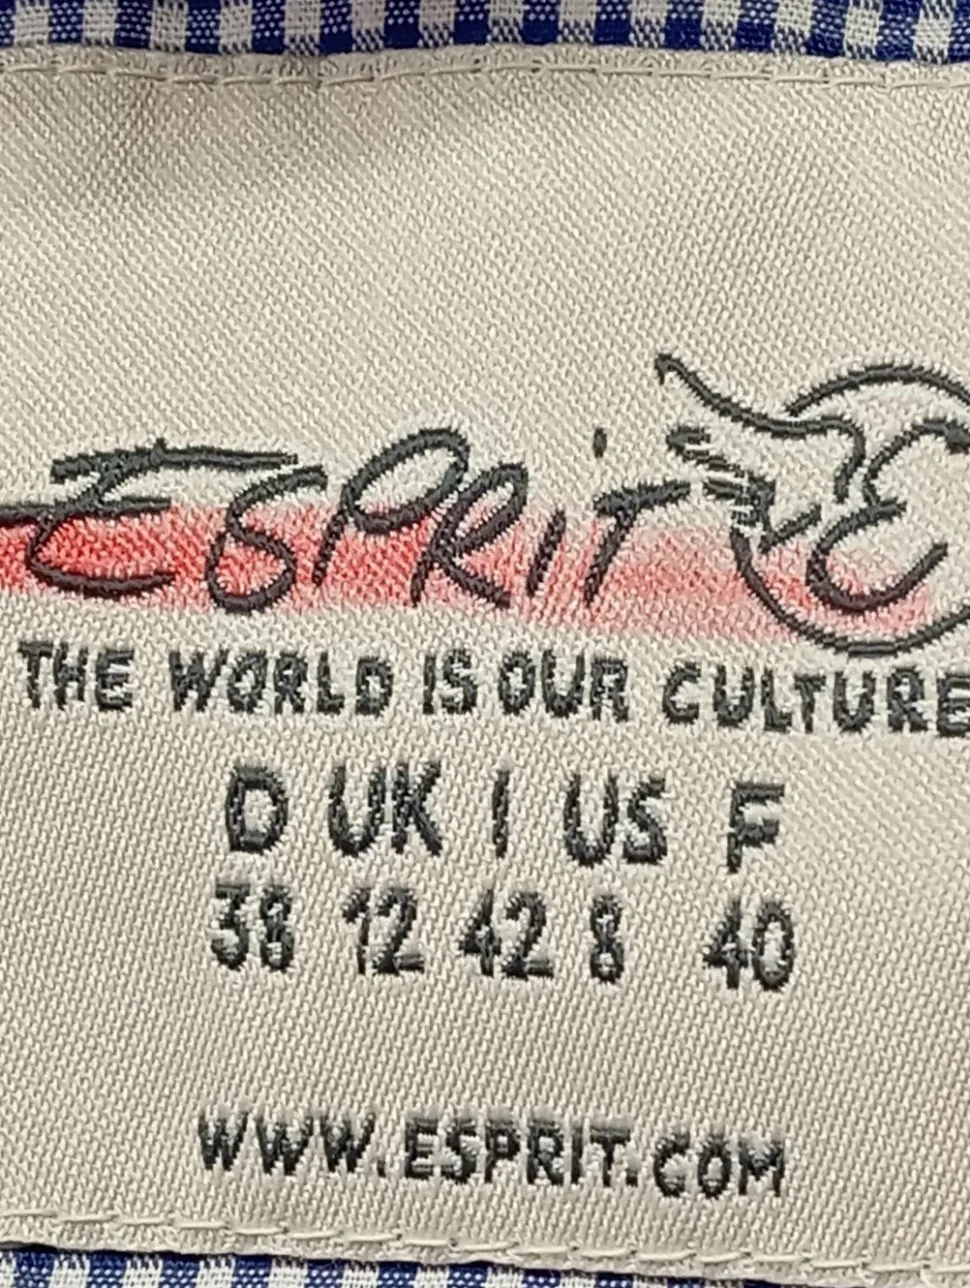 ESPRiT E
THE WORLD IS OUR CULTURE
D UK I US F
38 12 42 8 40
WWW.ESPRIT.COM